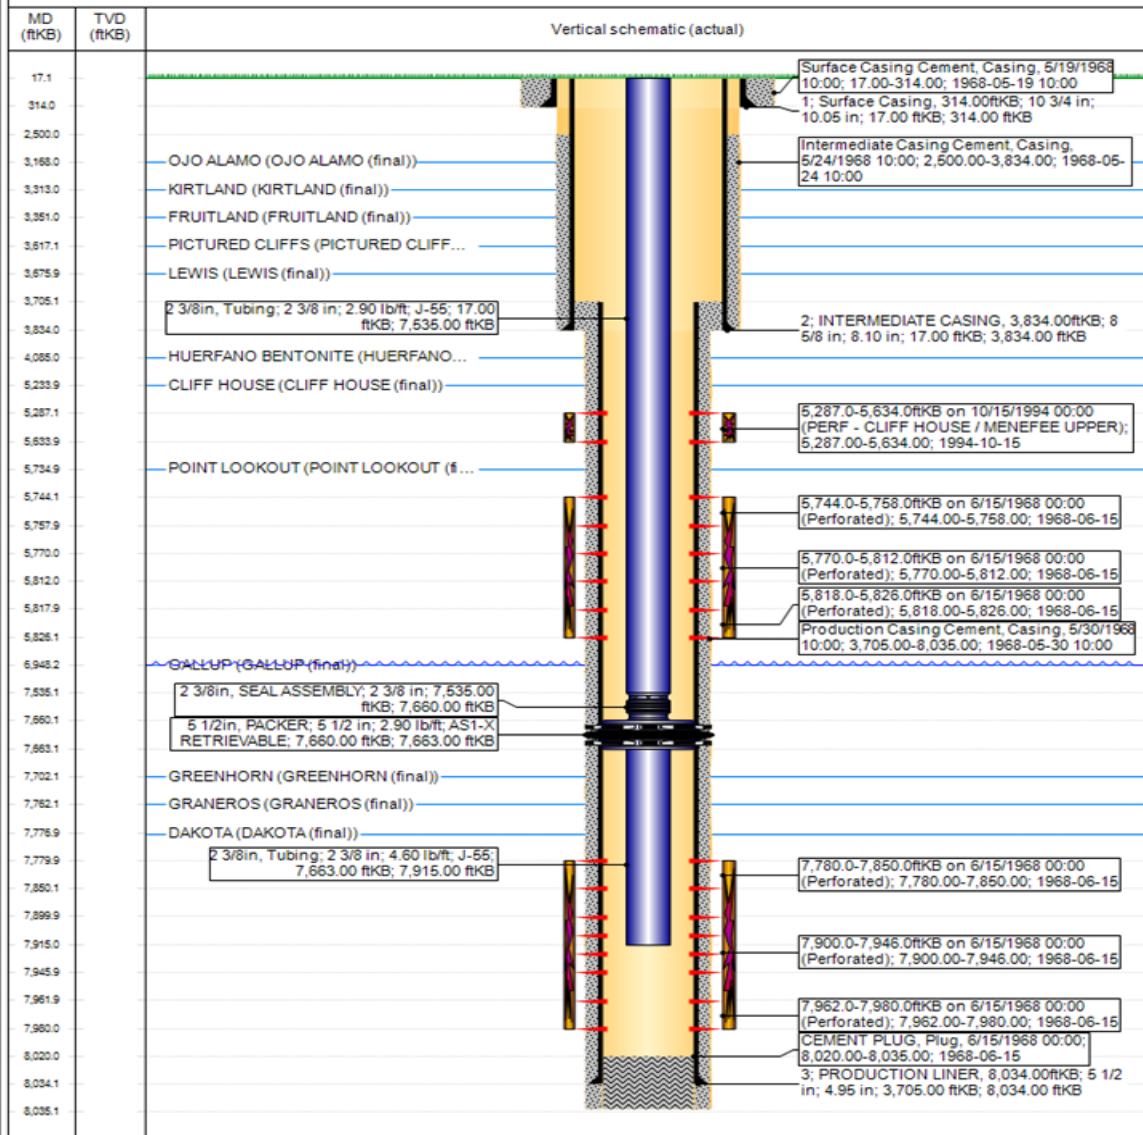 MD
(ftKB)
TVD
(ftKB)
Vertical schematic (actual)
17.1
314.0
2,500.0
3,168.0
3,313.0
3,351.0
3,617.1
3,675.9
3,705.1
3,834.0
4,085.0
5,233.9
5,287.1
5,633.9
5,734.9
5,744.1
5,757.9
5,770.0
5,812.0
5,817.9
5,826.1
6,948.2
7,535.1
7,660.1
7,663.1
7,702.1
7,762.1
7,776.9
7,779.9
7,850.1
7,899.9
7,915.0
7,945.9
7,961.9
7,980.0
8,020.0
8,034.1
8,035.1
OJO ALAMO (OJO ALAMO (final))
KIRTLAND (KIRTLAND (final))
FRUITLAND (FRUITLAND (final))
PICTURED CLIFFS (PICTURED CLIFF...
LEWIS (LEWIS (final))
2 3/8in, Tubing; 2 3/8 in; 2.90 lb/ft; J-55; 17.00
ftKB; 7,535.00 ftKB
HUERFANO BENTONITE (HUERFANO...
CLIFF HOUSE (CLIFF HOUSE (final))
POINT LOOKOUT (POINT LOOKOUT (fi...
GALLUP (GALLUP (final))
2 3/8in, SEAL ASSEMBLY; 2 3/8 in; 7,535.00
ftKB; 7,660.00 ftKB
5 1/2in, PACKER; 5 1/2 in; 2.90 lb/ft; AS1-X
RETRIEVABLE; 7,660.00 ftKB; 7,663.00 ftKB
GREENHORN (GREENHORN (final))
GRANEROS (GRANEROS (final))
DAKOTA (DAKOTA (final))
2 3/8in, Tubing; 2 3/8 in; 4.60 lb/ft; J-55;
7,663.00 ftKB; 7,915.00 ftKB
Surface Casing Cement, Casing, 5/19/1968
10:00; 17.00-314.00; 1968-05-19 10:00
1; Surface Casing, 314.00ftKB; 10 3/4 in;
10.05 in; 17.00 ftKB; 314.00 ftKB
Intermediate Casing Cement, Casing,
5/24/1968 10:00; 2,500.00-3,834.00; 1968-05-
24 10:00
2; INTERMEDIATE CASING, 3,834.00ftKB; 8
5/8 in; 8.10 in; 17.00 ftKB; 3,834.00 ftKB
5,287.0-5,634.0ftKB on 10/15/1994 00:00
(PERF - CLIFF HOUSE / MENEFEE UPPER);
5,287.00-5,634.00; 1994-10-15
5,744.0-5,758.0ftKB on 6/15/1968 00:00
(Perforated); 5,744.00-5,758.00; 1968-06-15
5,770.0-5,812.0ftKB on 6/15/1968 00:00
(Perforated); 5,770.00-5,812.00; 1968-06-15
5,818.0-5,826.0ftKB on 6/15/1968 00:00
(Perforated); 5,818.00-5,826.00; 1968-06-15
Production Casing Cement, Casing, 5/30/1968
10:00; 3,705.00-8,035.00; 1968-05-30 10:00
7,780.0-7,850.0ftKB on 6/15/1968 00:00
(Perforated); 7,780.00-7,850.00; 1968-06-15
7,900.0-7,946.0ftKB on 6/15/1968 00:00
(Perforated); 7,900.00-7,946.00; 1968-06-15
7,962.0-7,980.0ftKB on 6/15/1968 00:00
(Perforated); 7,962.00-7,980.00; 1968-06-15
CEMENT PLUG, Plug, 6/15/1968 00:00;
8,020.00-8,035.00; 1968-06-15
3; PRODUCTION LINER, 8,034.00ftKB; 5 1/2
in; 4.95 in; 3,705.00 ftKB; 8,034.00 ftKB